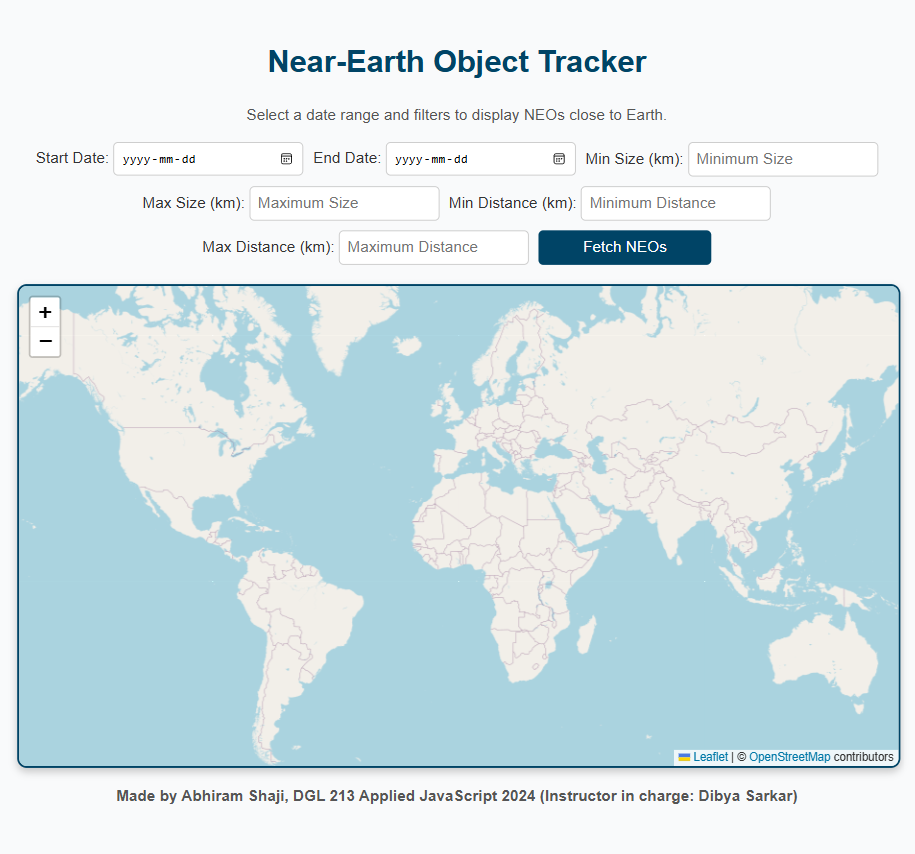 Near-Earth Object Tracker
Select a date range and filters to display NEOs close to Earth.
Start Date: yyyy-mm-dd End Date: yyyy-mm-dd Min Size (km): Minimum Size
Max Size (km): Maximum Size Min Distance (km): Minimum Distance
Max Distance (km): Maximum Distance Fetch NEOs
+
−
Leaflet | © OpenStreetMap contributors
Made by Abhiram Shaji, DGL 213 Applied JavaScript 2024 (Instructor in charge: Dibya Sarkar)